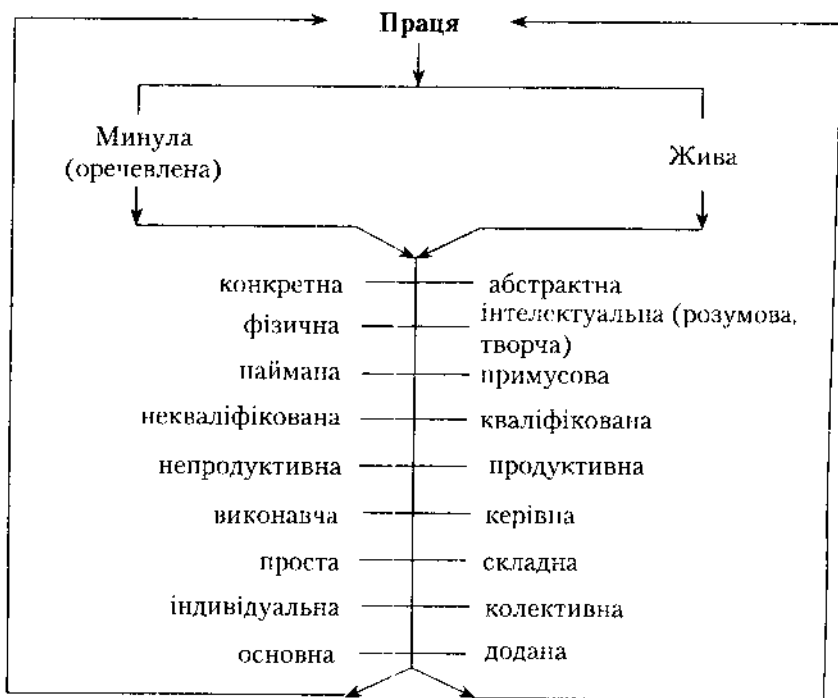 Праця
Минула
(оречевлена)
Жива
конкретна
абстрактна
фізична
інтелектуальна (розумова,
творча)
наймана
примусова
некваліфікована
кваліфікована
непродуктивна
продуктивна
виконавча
керівна
проста
складна
індивідуальна
колективна
основна
додана